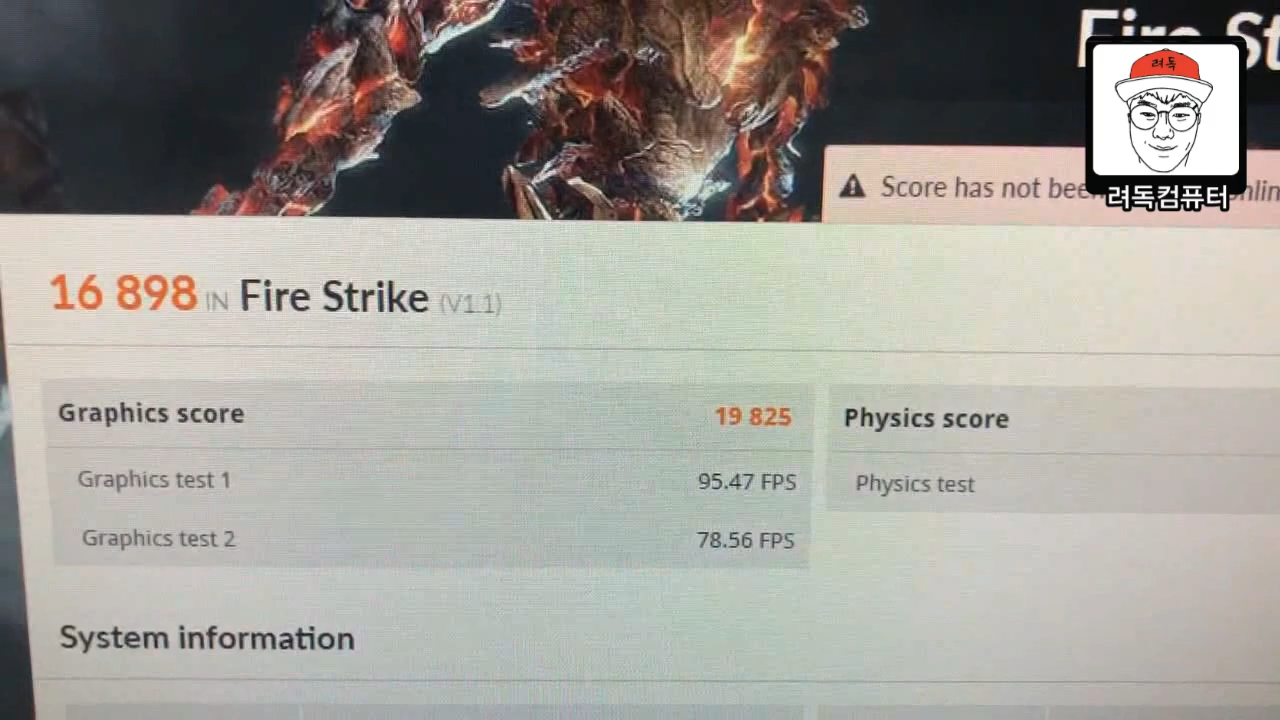 Fire St
려독
Score has not bee
nlin
려독컴퓨터
16 898 IN Fire Strike (V1.1)
Graphics score 19 825
Physics score
Graphics test 1 95.47 FPS
Physics test
Graphics test 2 78.56 FPS
System information